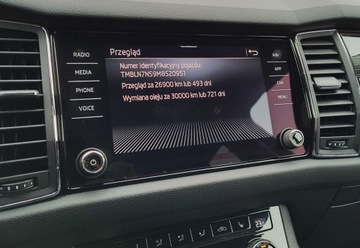 RADIO
MEDIA
PHONE
VOICE
Przegląd
Numer identyfikacyjny pojazdu:
TMBLN7NS9M8520951
Przegląd za 26900 km lub 493 dni
Wymiana oleju za 30000 km lub 721 dni
APP
CAR
MENU